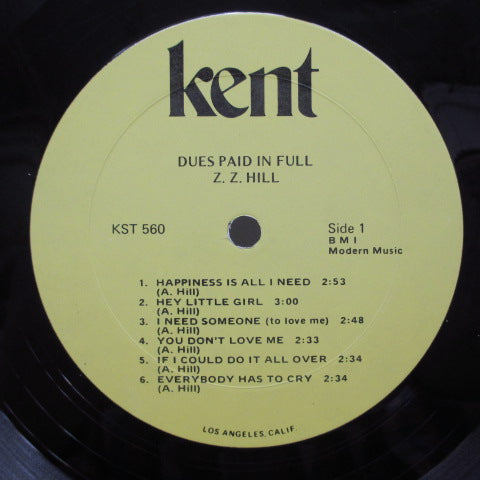 kent
DUES PAID IN FULL
Z. Z. HILL
KST 560
Side 1
B M I
Modern Music
1. HAPPINESS IS ALL I NEED 2:53
(A. Hill)
2. HEY LITTLE GIRL 3:00
(A. Hill)
3. I NEED SOMEONE (to love me) 2:48
(A. Hill)
4. YOU DON'T LOVE ME 2:33
(A. Hill)
5. IF I COULD DO IT ALL OVER 2:34
(A. Hill)
6. EVERYBODY HAS TO CRY 2:34
(A. Hill)
LOS ANGELES, CALIF.